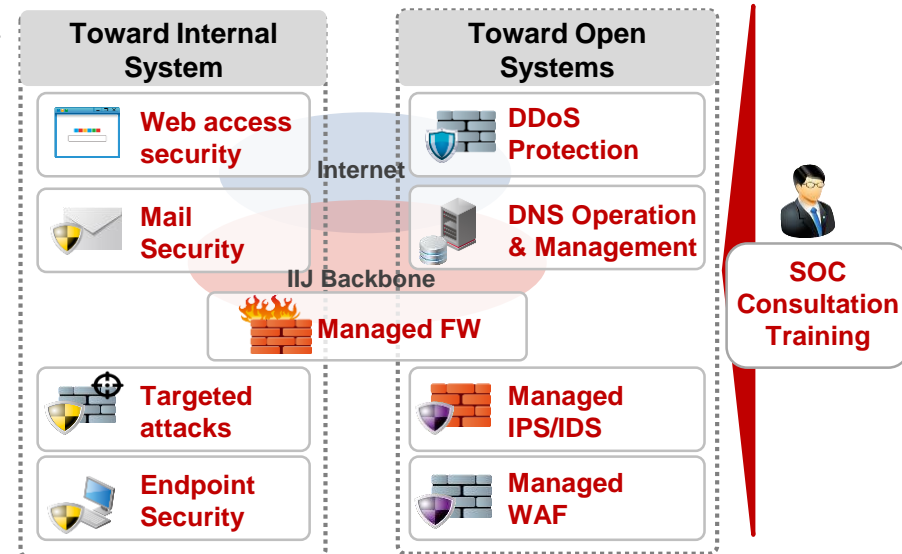 Toward Internal
System
Toward Open
Systems
Web access
security
DDoS
Protection
Internet
Mail
Security
DNS Operation
& Management
IIJ Backbone
Managed FW
SOC
Consultation
Training
Targeted
attacks
Managed
IPS/IDS
Endpoint
Security
Managed
WAF